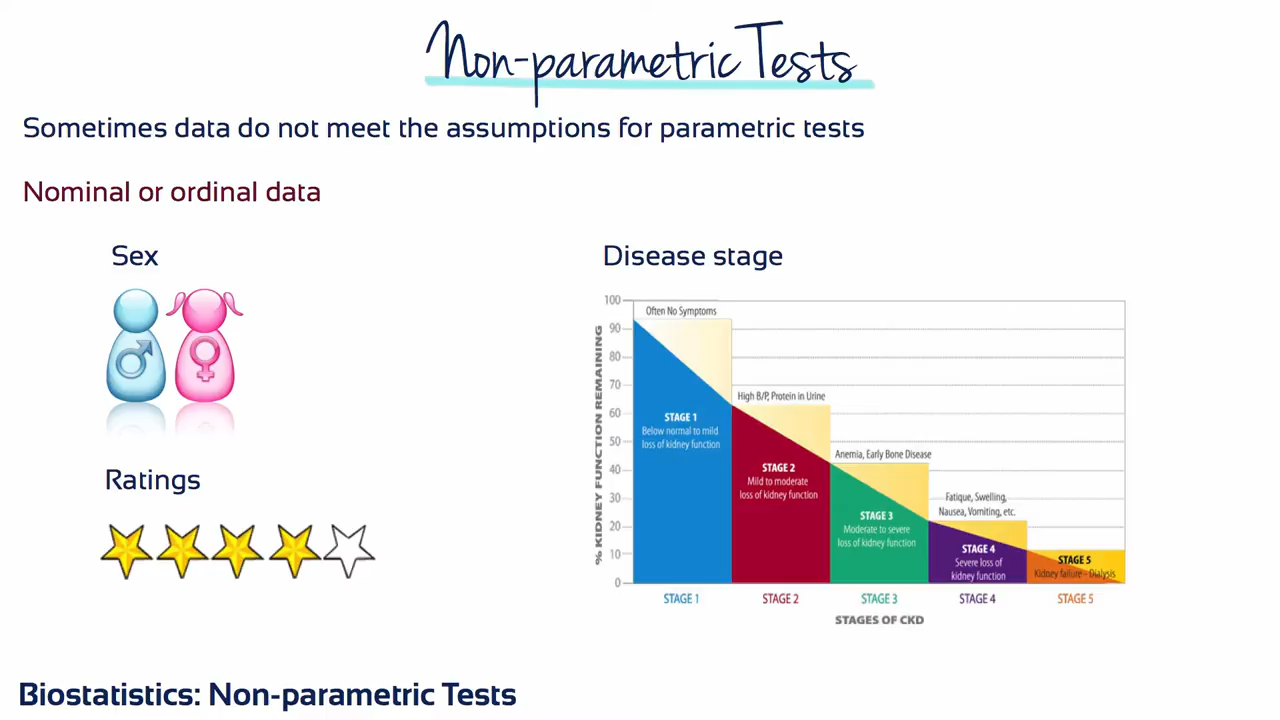 Non-parametric Tests
Sometimes data do not meet the assumptions for parametric tests
Nominal or ordinal data
Sex
Ratings
Disease stage
% KIDNEY FUNCTION REMAINING
100
90
80
70
60
50
40
30
20
10
0
Often No Symptoms
STAGE 1
Below normal to mild
loss of kidney function
High B/P, Protein in Urine
STAGE 2
Mild to moderate
loss of kidney function
Anemia, Early Bone Disease
STAGE 3
Moderate to severe
loss of kidney function
Fatique, Swelling,
Nausea, Vomiting, etc.
STAGE 4
Severe loss of
kidney function
STAGE 5
Kidney failure - Dialysis
STAGE 1 STAGE 2 STAGE 3 STAGE 4 STAGE 5
STAGES OF CKD
Biostatistics: Non-parametric Tests